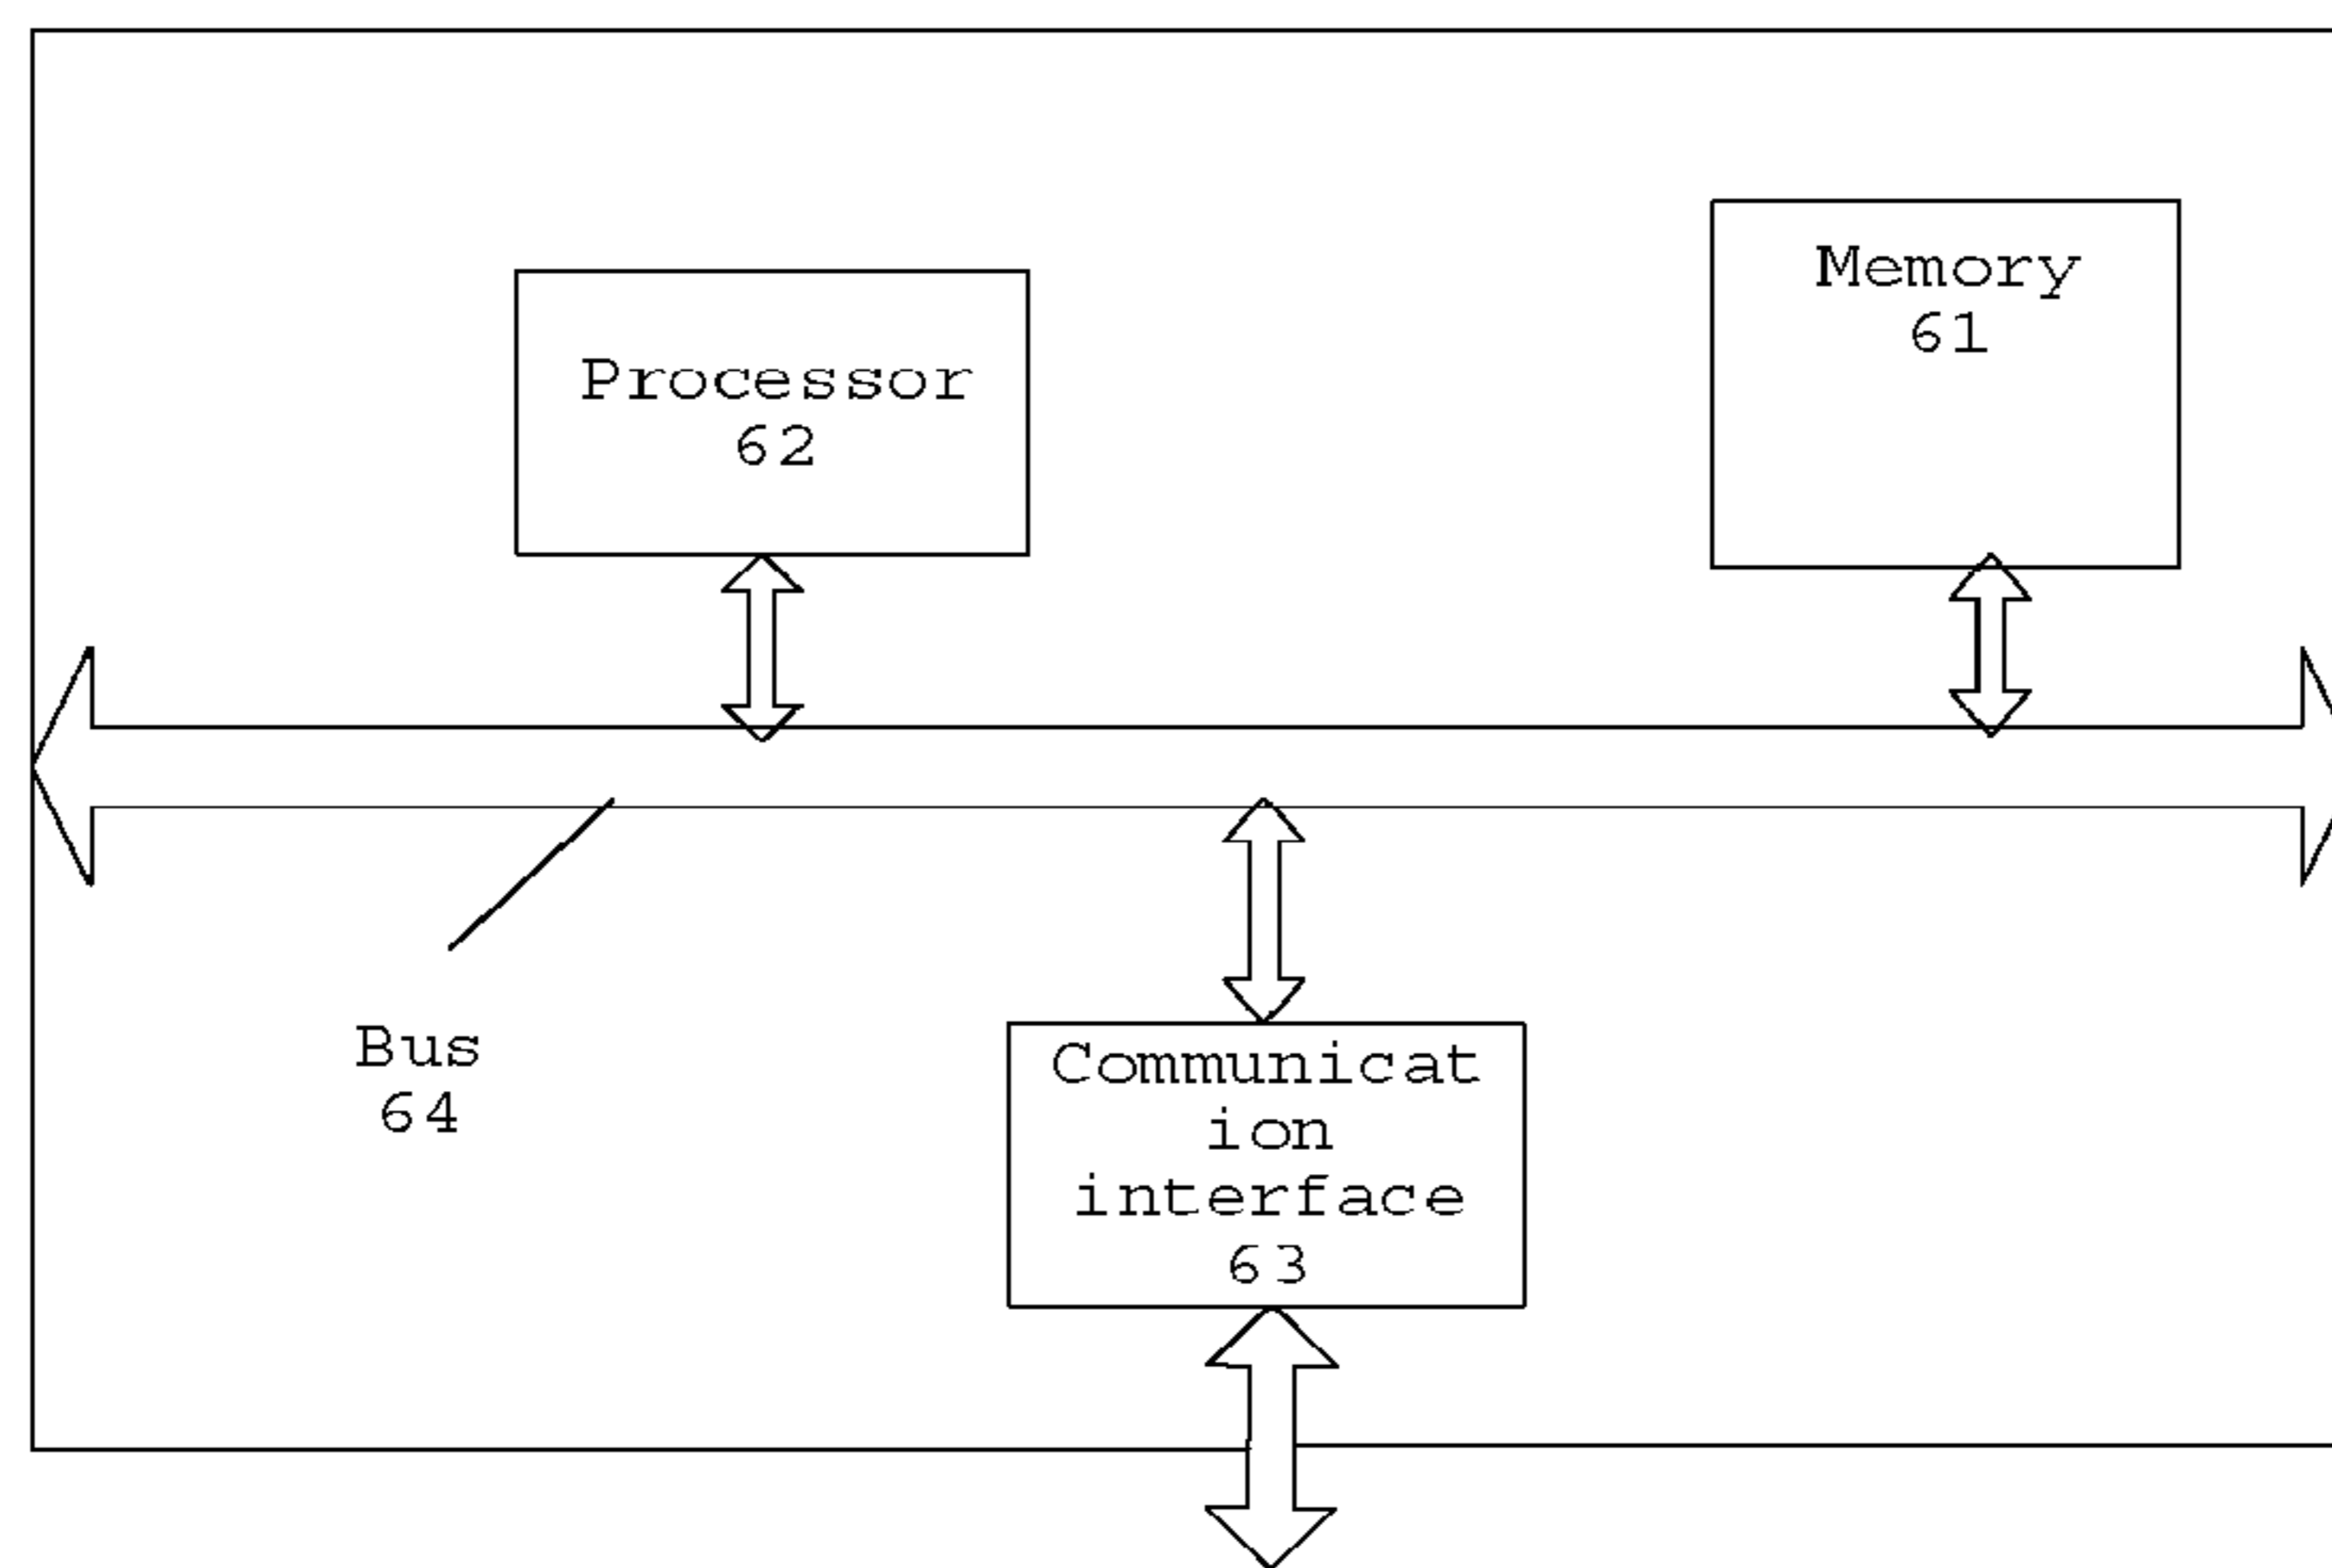 Memory
61
Processor
62
Bus
64
Communicat
ion
interface
63